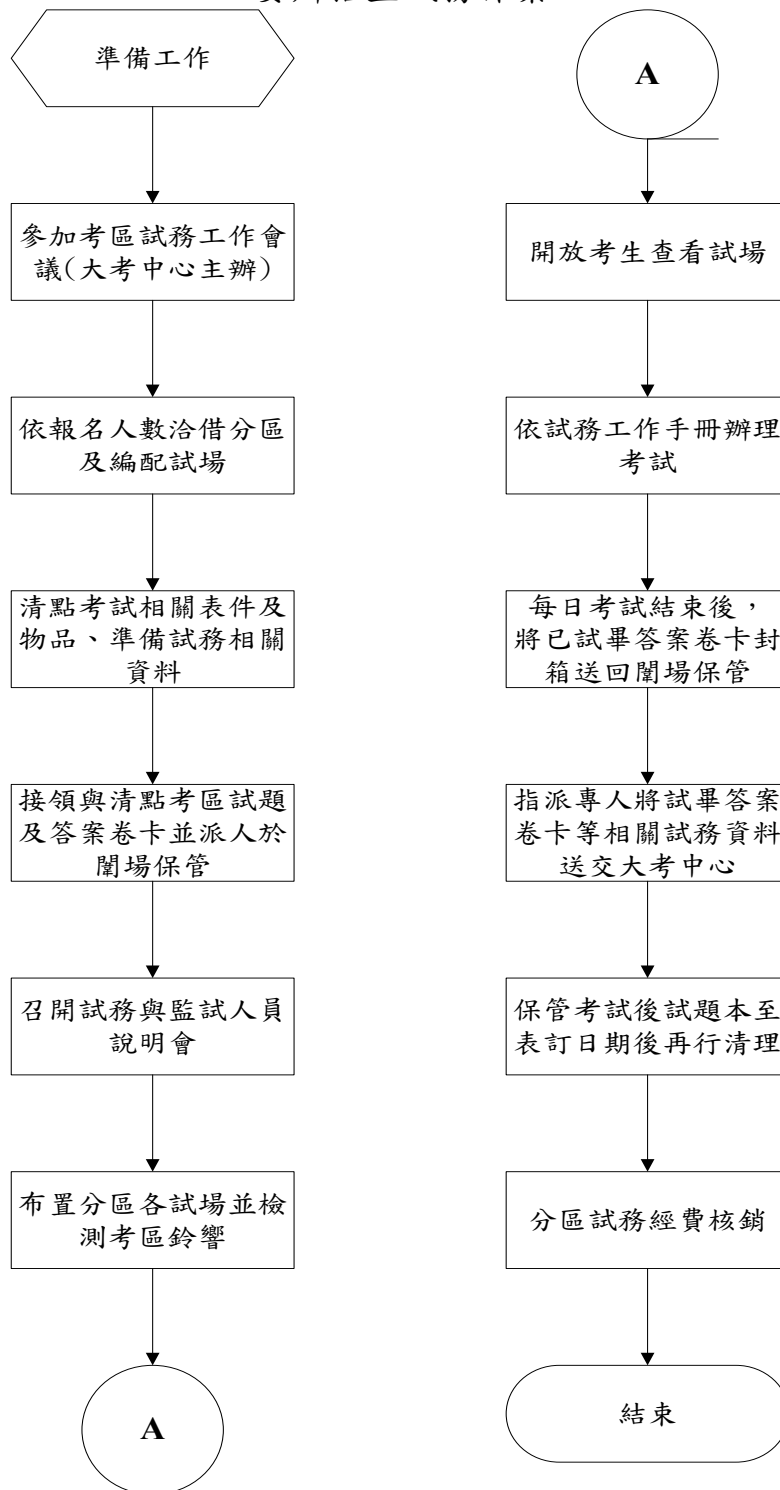 準備工作
參加考區試務工作會
議(大考中心主辦)
依報名人數洽借分區
及編配試場
清點考試相關表件及
物品、準備試務相關
資料
接領與清點考區試題
及答案卷卡並派人於
闈場保管
召開試務與監試人員
說明會
布置分區各試場並檢
測考區鈴響
A
A
開放考生查看試場
依試務工作手冊辦理
考試
每日考試結束後，
將已試畢答案卷卡封
箱送回闈場保管
指派專人將試畢答案
卷卡等相關試務資料
送交大考中心
保管考試後試題本至
表訂日期後再行清理
分區試務經費核銷
結束